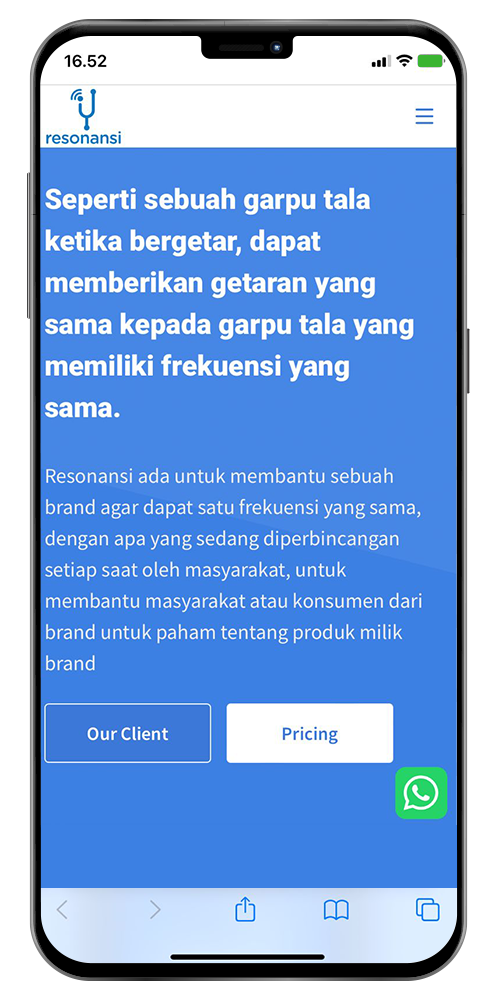 16.52
resonansi
Seperti sebuah garpu tala
ketika bergetar, dapat
memberikan getaran yang
sama kepada garpu tala yang
memiliki frekuensi yang
sama.
Resonansi ada untuk membantu sebuah
brand agar dapat satu frekuensi yang sama,
dengan apa yang sedang diperbincangan
setiap saat oleh masyarakat, untuk
membantu masyarakat atau konsumen dari
brand untuk paham tentang produk milik
brand
Our Client
Pricing